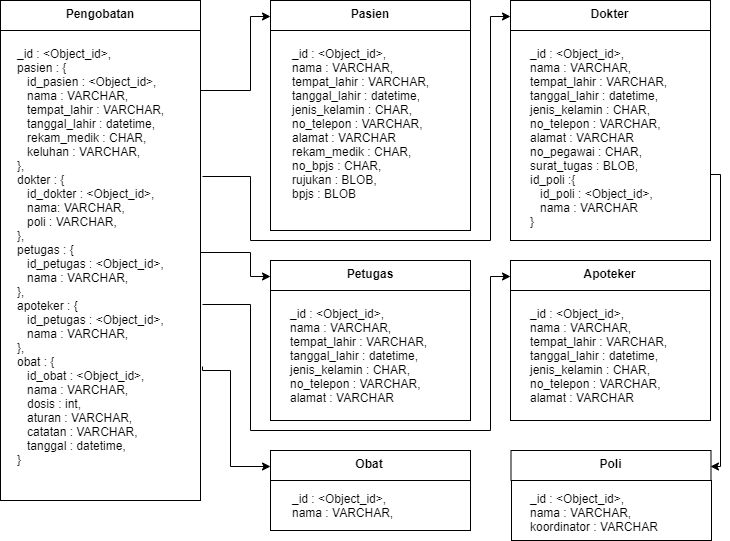 Pengobatan
_id : <Object_id>,
pasien : {
id_pasien : <Object_id>,
nama : VARCHAR,
tempat_lahir : VARCHAR,
tanggal_lahir : datetime,
rekam_medik : CHAR,
keluhan : VARCHAR,
},
dokter : {
id_dokter : <Object_id>,
nama: VARCHAR,
poli : VARCHAR,
},
petugas : {
id_petugas : <Object_id>,
nama : VARCHAR,
},
apoteker : {
id_petugas : <Object_id>,
nama : VARCHAR,
},
obat : {
id_obat : <Object_id>,
nama : VARCHAR,
dosis : int,
aturan : VARCHAR,
catatan : VARCHAR,
tanggal : datetime,
}
Pasien
_id : <Object_id>,
nama : VARCHAR,
tempat_lahir : VARCHAR,
tanggal_lahir : datetime,
jenis_kelamin : CHAR,
no_telepon : VARCHAR,
alamat : VARCHAR
rekam_medik : CHAR,
no_bpjs : CHAR,
rujukan : BLOB,
bpjs : BLOB
Dokter
_id : <Object_id>,
nama : VARCHAR,
tempat_lahir : VARCHAR,
tanggal_lahir : datetime,
jenis_kelamin : CHAR,
no_telepon : VARCHAR,
alamat : VARCHAR
no_pegawai : CHAR,
surat_tugas : BLOB,
id_poli :{
id_poli : <Object_id>,
nama : VARCHAR
}
Petugas
_id : <Object_id>,
nama : VARCHAR,
tempat_lahir : VARCHAR,
tanggal_lahir : datetime,
jenis_kelamin : CHAR,
no_telepon : VARCHAR,
alamat : VARCHAR
Apoteker
_id : <Object_id>,
nama : VARCHAR,
tempat_lahir : VARCHAR,
tanggal_lahir : datetime,
jenis_kelamin : CHAR,
no_telepon : VARCHAR,
alamat : VARCHAR
Obat
_id : <Object_id>,
nama : VARCHAR,
Poli
_id : <Object_id>,
nama : VARCHAR,
koordinator : VARCHAR